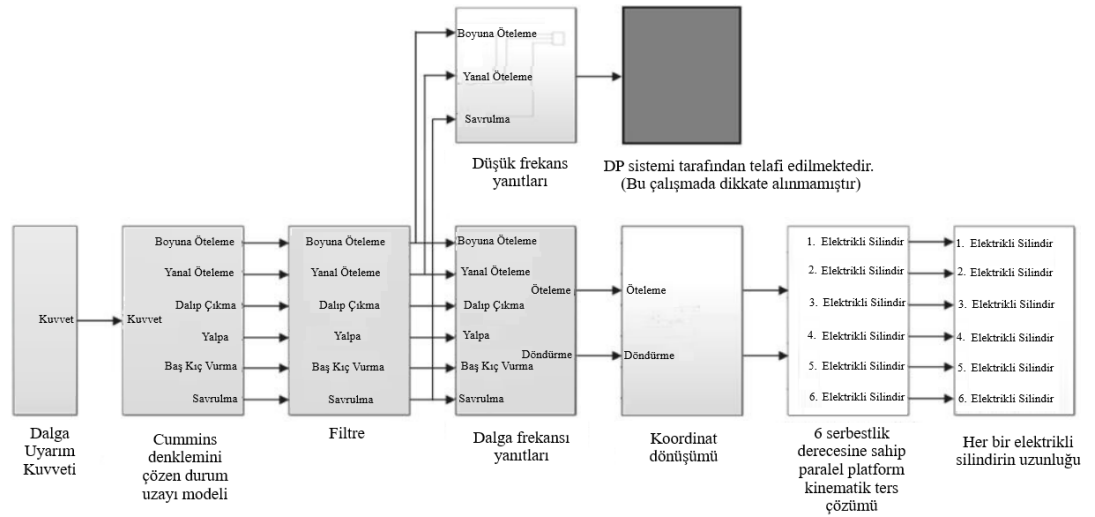 Boyuna Öteleme
Yanal Öteleme
Savrulma
Düşük frekans
yanıtları
DP sistemi tarafından telafi edilmektedir.
(Bu çalışmada dikkate alınmamıştır)
Kuvvet
Dalga
Uyarım
Kuvveti
Kuvvet
Boyuna Öteleme
Yanal Öteleme
Dalıp Çıkma
Yalpa
Baş Kıç Vurma
Savrulma
Cummins
denklemini
çözen durum
uzayı modeli
Boyuna Öteleme
Yanal Öteleme
Dalıp Çıkma
Yalpa
Baş Kıç Vurma
Savrulma
Filtre
Boyuna Öteleme
Yanal Öteleme
Dalıp Çıkma
Yalpa
Baş Kıç Vurma
Savrulma
Öteleme
Döndürme
Dalga frekansı
yanıtları
Öteleme
Döndürme
Koordinat
dönüşümü
1. Elektrikli Silindir
2. Elektrikli Silindir
3. Elektrikli Silindir
4. Elektrikli Silindir
5. Elektrikli Silindir
6. Elektrikli Silindir
6 serbestlik
derecesine sahip
paralel platform
kinematik ters
çözümü
1. Elektrikli Silindir
2. Elektrikli Silindir
3. Elektrikli Silindir
4. Elektrikli Silindir
5. Elektrikli Silindir
6. Elektrikli Silindir
Her bir elektrikli
silindirin uzunluğu